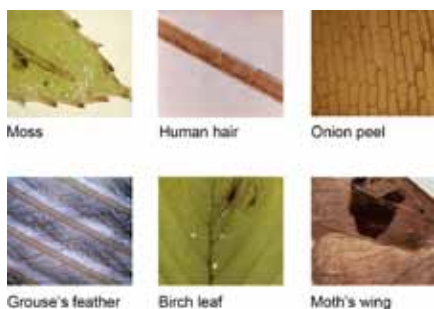 Moss
Human hair
Onion peel
Grouse's feather
Birch leaf
Moth's wing